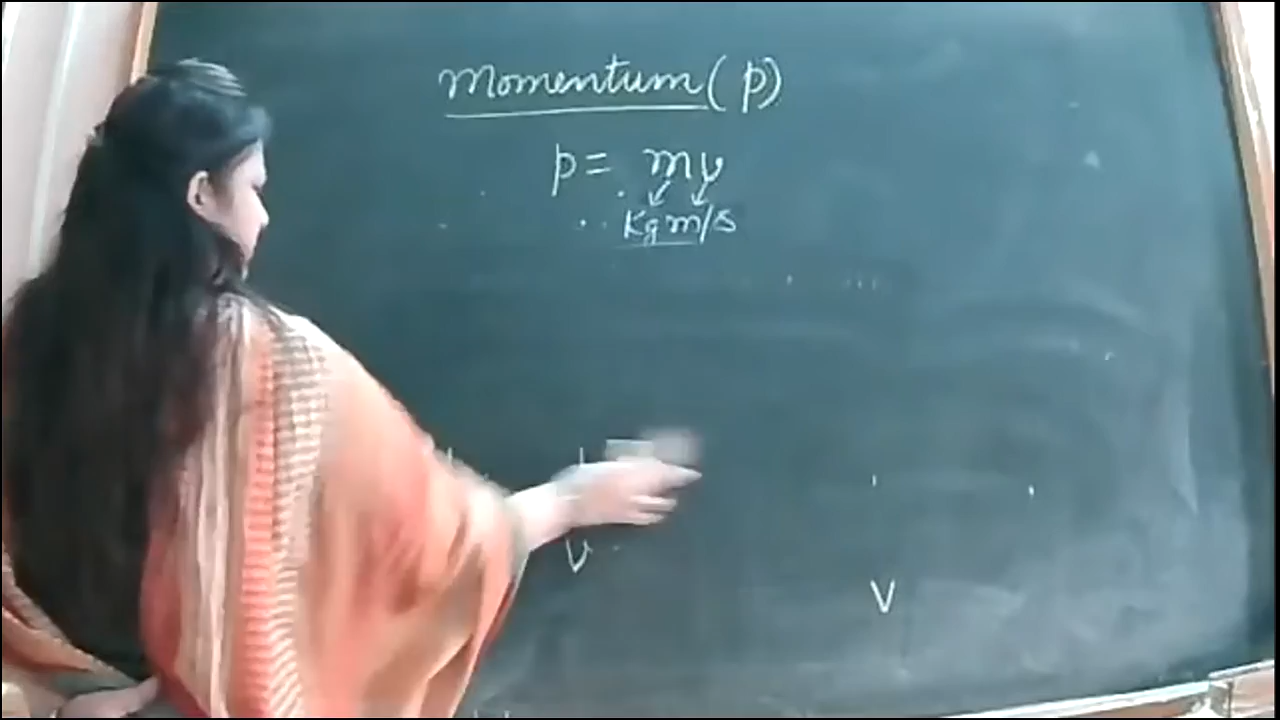 Momentum (p)
p = mv
Kg m/s
v
V